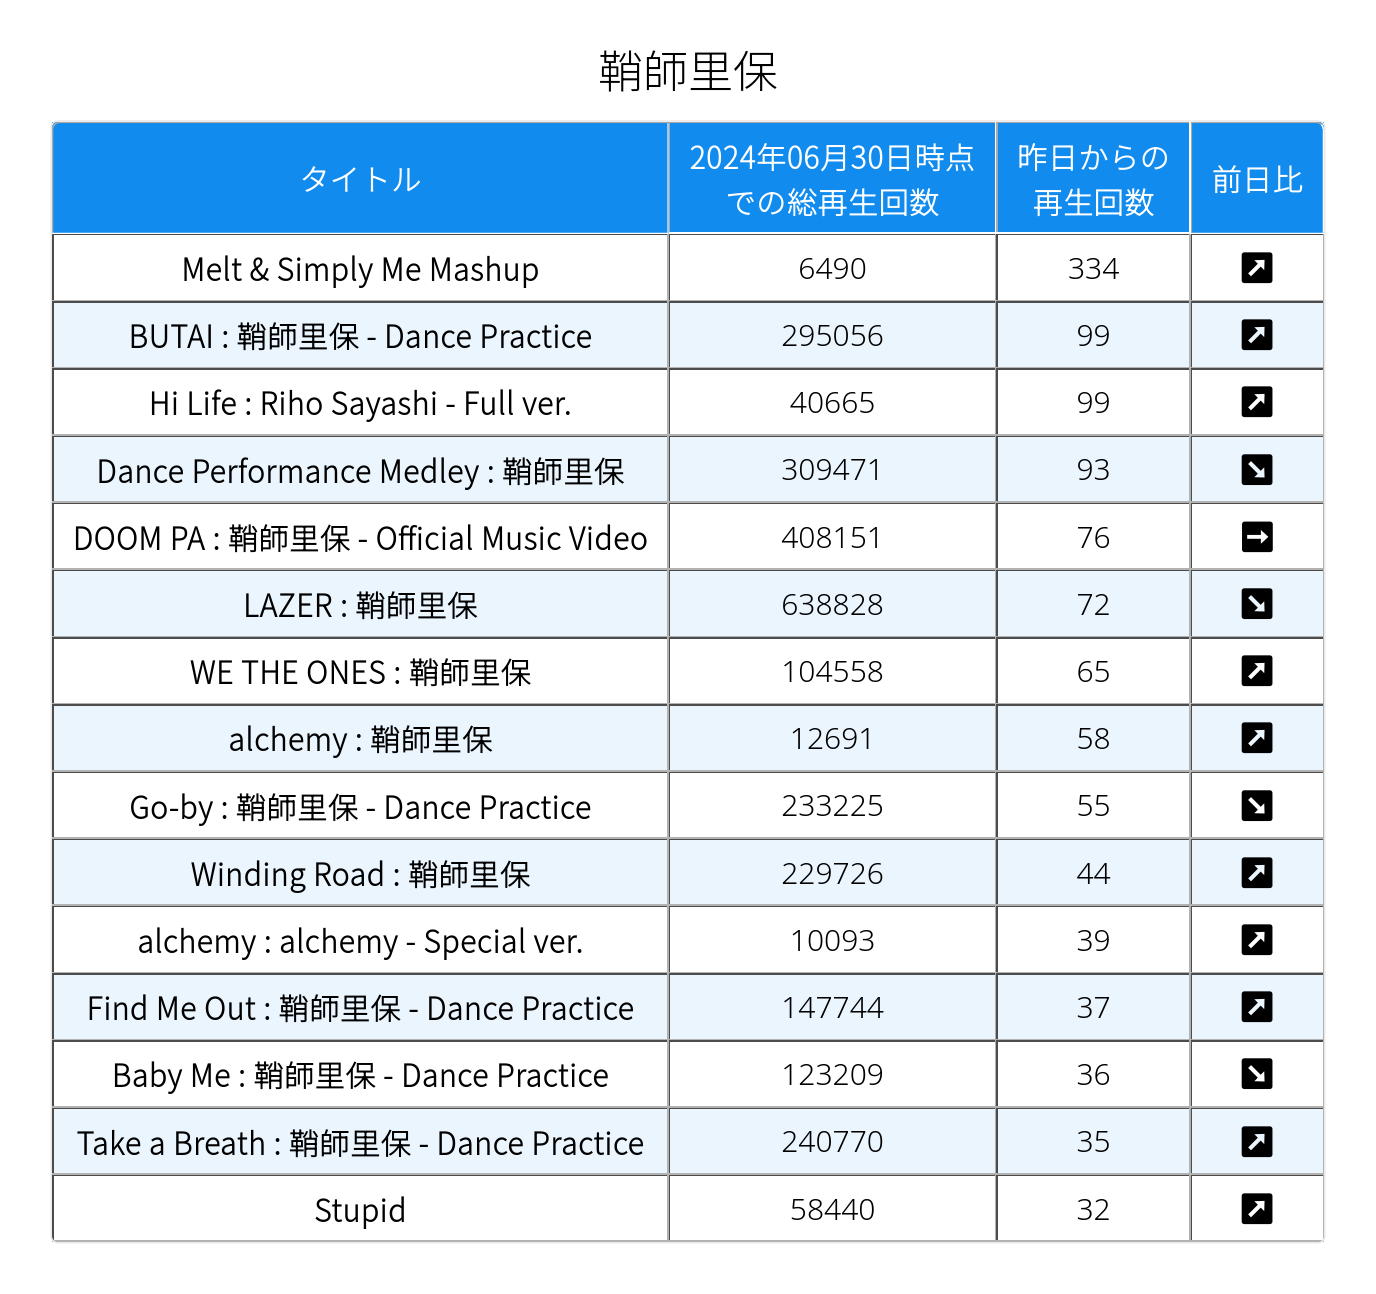 鞘師里保
タイトル 2024年06月30日時点での総再生回数 昨日からの再生回数 前日比
Melt & Simply Me Mashup 6490 334 ↗
BUTAI : 鞘師里保 - Dance Practice 295056 99 ↗
Hi Life : Riho Sayashi - Full ver. 40665 99 ↗
Dance Performance Medley : 鞘師里保 309471 93 ↘
DOOM PA : 鞘師里保 - Official Music Video 408151 76 →
LAZER : 鞘師里保 638828 72 ↘
WE THE ONES : 鞘師里保 104558 65 ↗
alchemy : 鞘師里保 12691 58 ↗
Go-by : 鞘師里保 - Dance Practice 233225 55 ↘
Winding Road : 鞘師里保 229726 44 ↗
alchemy : alchemy - Special ver. 10093 39 ↗
Find Me Out : 鞘師里保 - Dance Practice 147744 37 ↗
Baby Me : 鞘師里保 - Dance Practice 123209 36 ↘
Take a Breath : 鞘師里保 - Dance Practice 240770 35 ↗
Stupid 58440 32 ↗